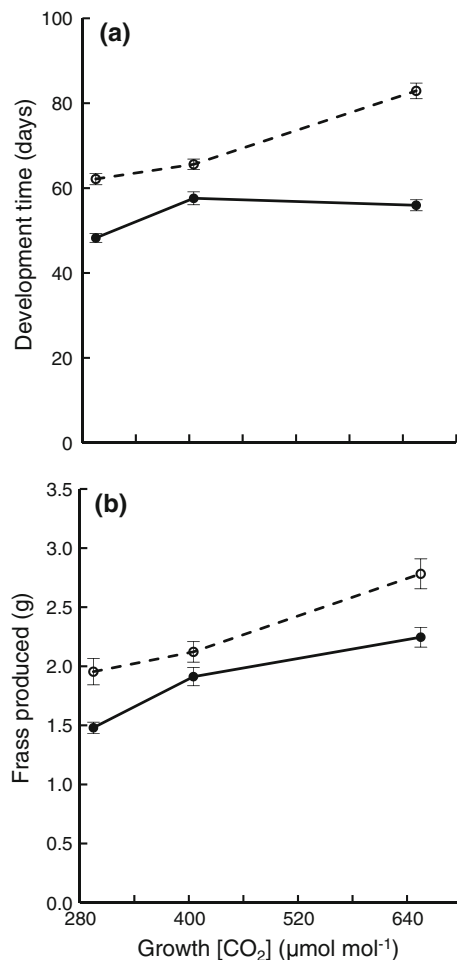 (a)
Development time (days)
100
80
60
40
20
0
(b)
Frass produced (g)
3.5
3.0
2.5
2.0
1.5
1.0
0.5
0.0
280 400 520 640
Growth [CO₂] (µmol mol⁻¹)